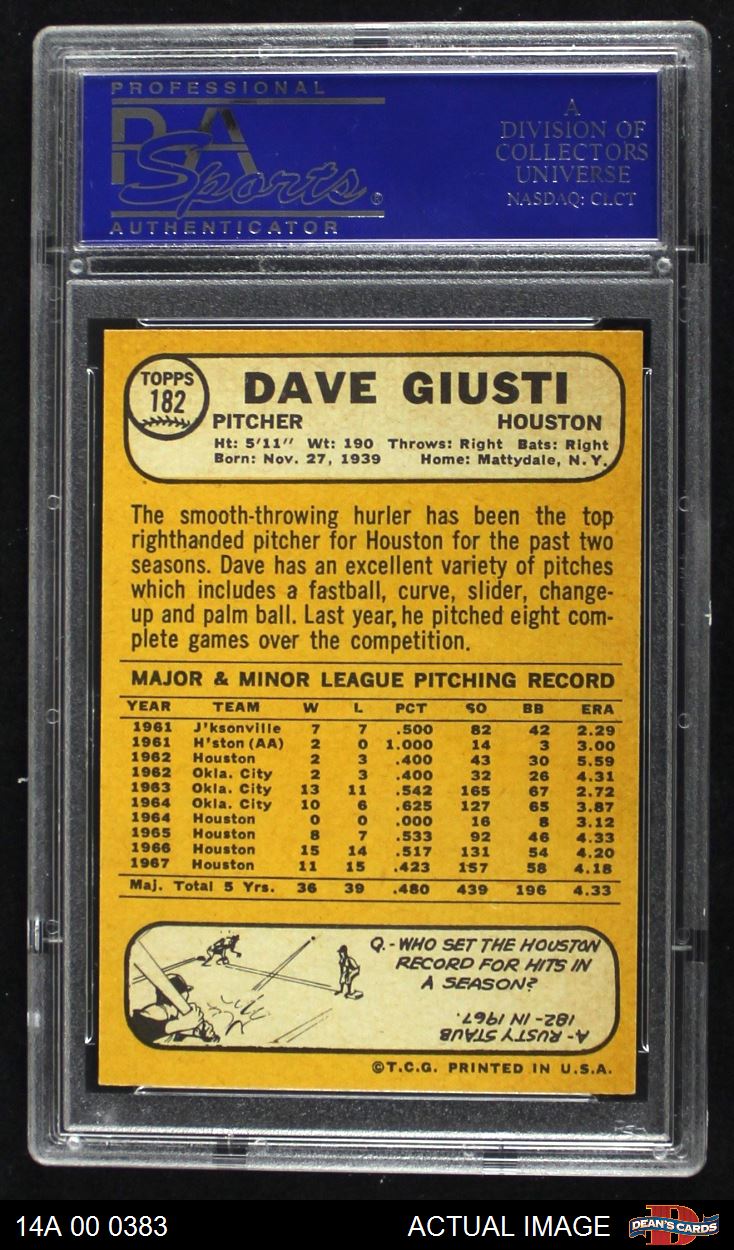 PROFESSIONAL
PSA
Sports®
AUTHENTICATOR
A
DIVISION OF
COLLECTORS
UNIVERSE
NASDAQ: CLCT
TOPPS
182
DAVE GIUSTI
PITCHER HOUSTON
Ht: 5'11" Wt: 190 Throws: Right Bats: Right
Born: Nov. 27, 1939 Home: Mattydale, N.Y.
The smooth-throwing hurler has been the top
righthanded pitcher for Houston for the past two
seasons. Dave has an excellent variety of pitches
which includes a fastball, curve, slider, change-
up and palm ball. Last year, he pitched eight com-
plete games over the competition.
MAJOR & MINOR LEAGUE PITCHING RECORD
YEAR TEAM W L PCT SO BB ERA
1961 J'ksonville 7 7 .500 82 42 2.29
1961 H'ston (AA) 2 0 1.000 14 3 3.00
1962 Houston 2 3 .400 43 30 5.59
1962 Okla. City 2 3 .400 32 26 4.31
1963 Okla. City 13 11 .542 165 67 2.72
1964 Okla. City 10 6 .625 127 65 3.87
1964 Houston 0 0 .000 16 8 3.12
1965 Houston 8 7 .533 92 46 4.33
1966 Houston 15 14 .517 131 54 4.20
1967 Houston 11 15 .423 157 58 4.18
Maj. Total 5 Yrs. 36 39 .480 439 196 4.33
Q.-WHO SET THE HOUSTON
RECORD FOR HITS IN
A SEASON?
A-RUSTY STAUB
182-IN 1967.
©T.C.G. PRINTED IN U.S.A.
PSA
14A 00 0383 ACTUAL IMAGE
D
DEAN'S CARDS